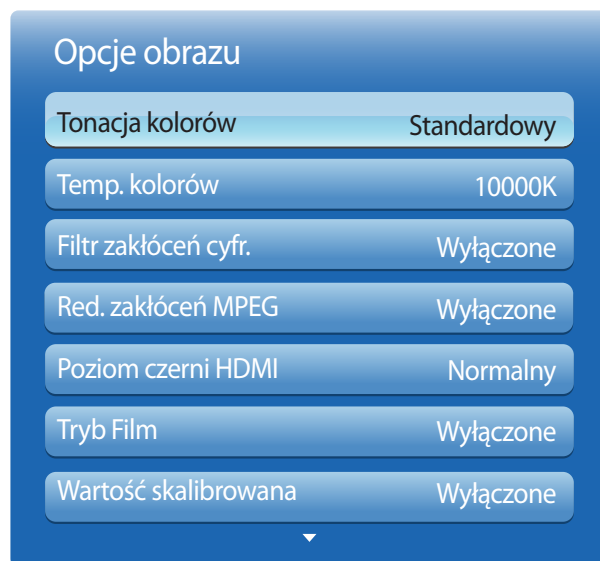 Opcje obrazu
Tonacja kolorów Standardowy
Temp. kolorów 10000K
Filtr zakłóceń cyfr. Wyłączone
Red. zakłóceń MPEG Wyłączone
Poziom czerni HDMI Normalny
Tryb Film Wyłączone
Wartość skalibrowana Wyłączone